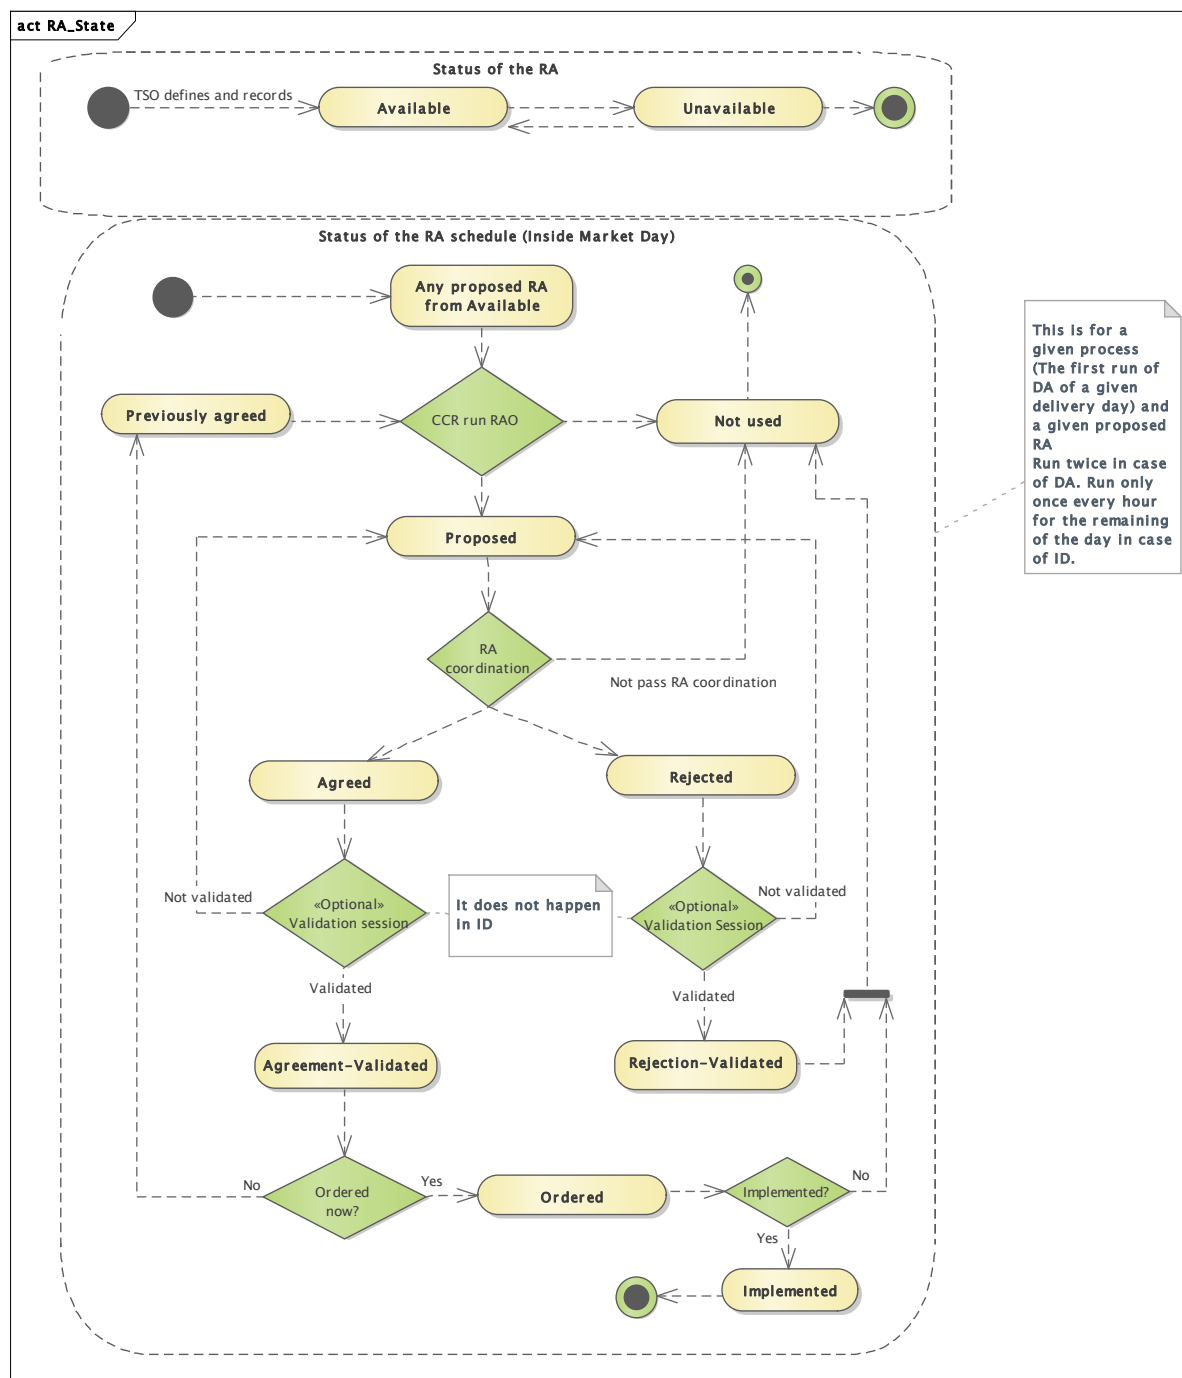 act RA_State
Status of the RA
TSO defines and records
Available
Unavailable
Status of the RA schedule (Inside Market Day)
Any proposed RA
from Available
This is for a
given process
(The first run of
DA of a given
delivery day) and
a given proposed
RA
Run twice in case
of DA. Run only
once every hour
for the remaining
of the day in case
of ID.
Previously agreed
CCR run RAO
Not used
Proposed
RA
coordination
Not pass RA coordination
Agreed
Rejected
Not validated
«Optional»
Validation session
It does not happen
in ID
«Optional»
Validation Session
Not validated
Validated
Validated
Agreement-Validated
Rejection-Validated
No
Ordered
now?
Yes
Ordered
Implemented?
No
Yes
Implemented